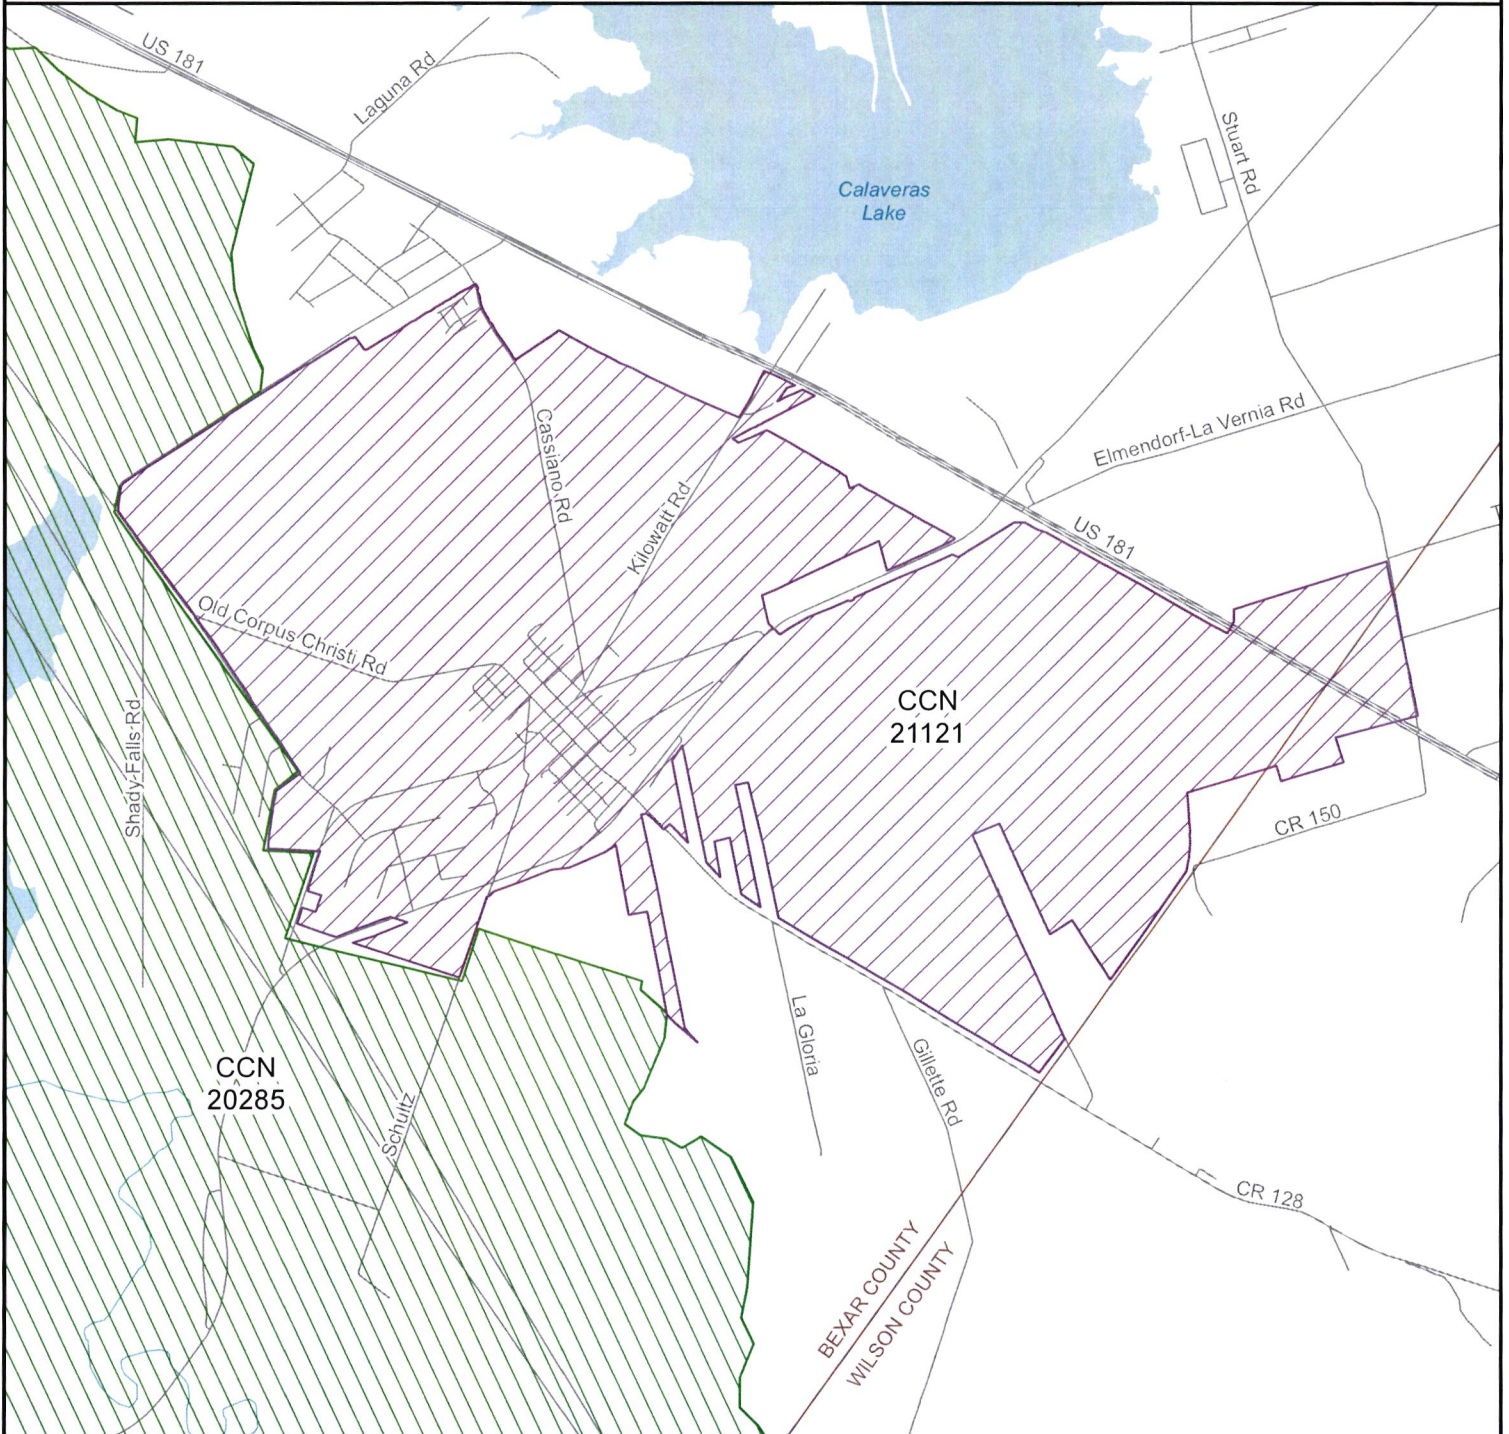 US 181
Laguna Rd
Stuart Rd
Calaveras
Lake
Cassiano Rd
Elmendorf-La Vernia Rd
Kilowatt Rd
US 181
Old Corpus Christi Rd
CCN
21121
Shady Falls Rd
CR 150
La Gloria
Gillette Rd
CCN
20285
Schultz
CR 128
BEXAR COUNTY
WILSON COUNTY